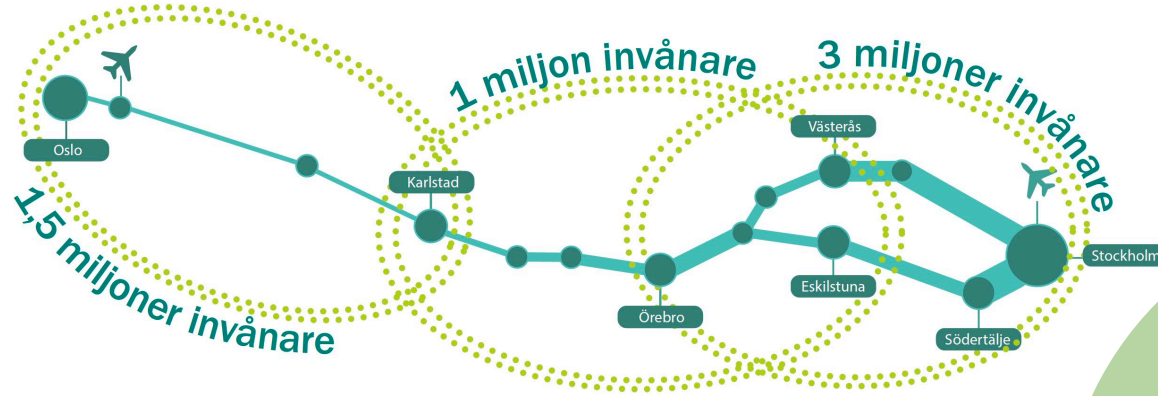 1,5 miljoner invånare
1 miljon invånare
3 miljoner invånare
Oslo
Karlstad
Örebro
Västerås
Eskilstuna
Södertälje
Stockholm